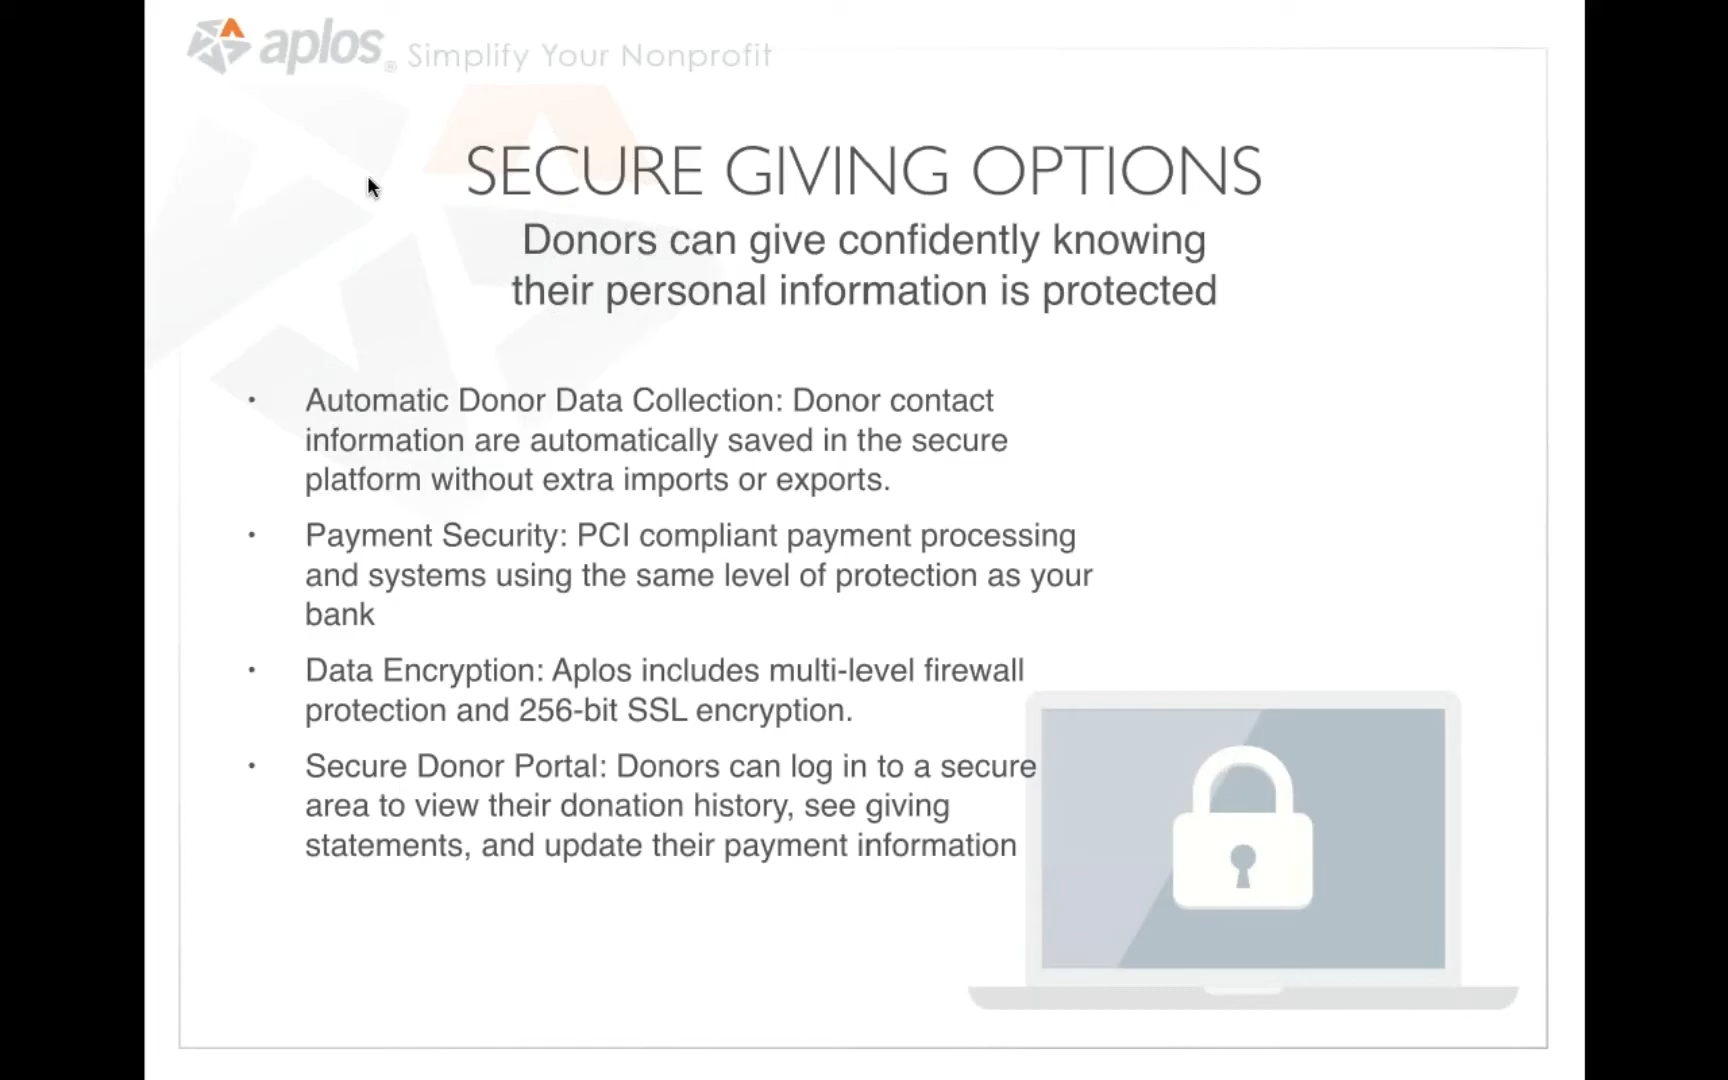 aplos® Simplify Your Nonprofit
SECURE GIVING OPTIONS
Donors can give confidently knowing
their personal information is protected
• Automatic Donor Data Collection: Donor contact
information are automatically saved in the secure
platform without extra imports or exports.
• Payment Security: PCI compliant payment processing
and systems using the same level of protection as your
bank
• Data Encryption: Aplos includes multi-level firewall
protection and 256-bit SSL encryption.
• Secure Donor Portal: Donors can log in to a secure
area to view their donation history, see giving
statements, and update their payment information